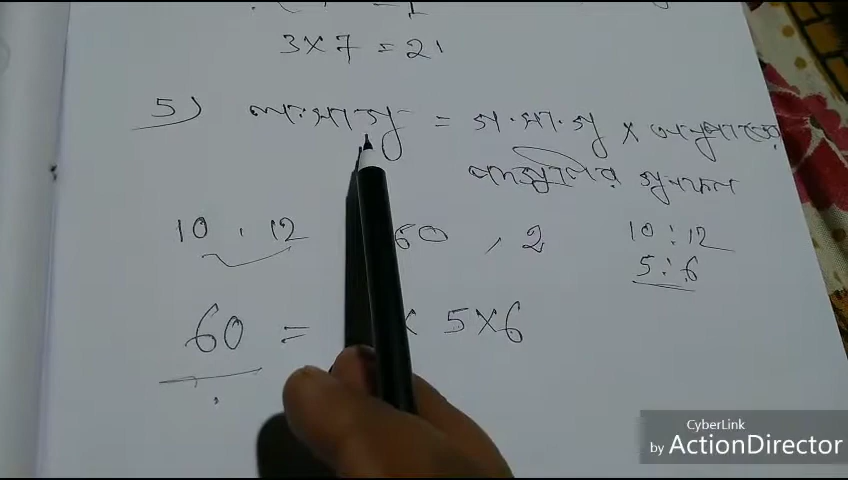 3 × 7 = 21
5) ল.সা.গু = গ.সা.গু × অনুপাতের
পদগুলির গুণফল
10 , 12 60 , 2 10 : 12
5 : 6
60 = × 5 × 6
CyberLink
by ActionDirector